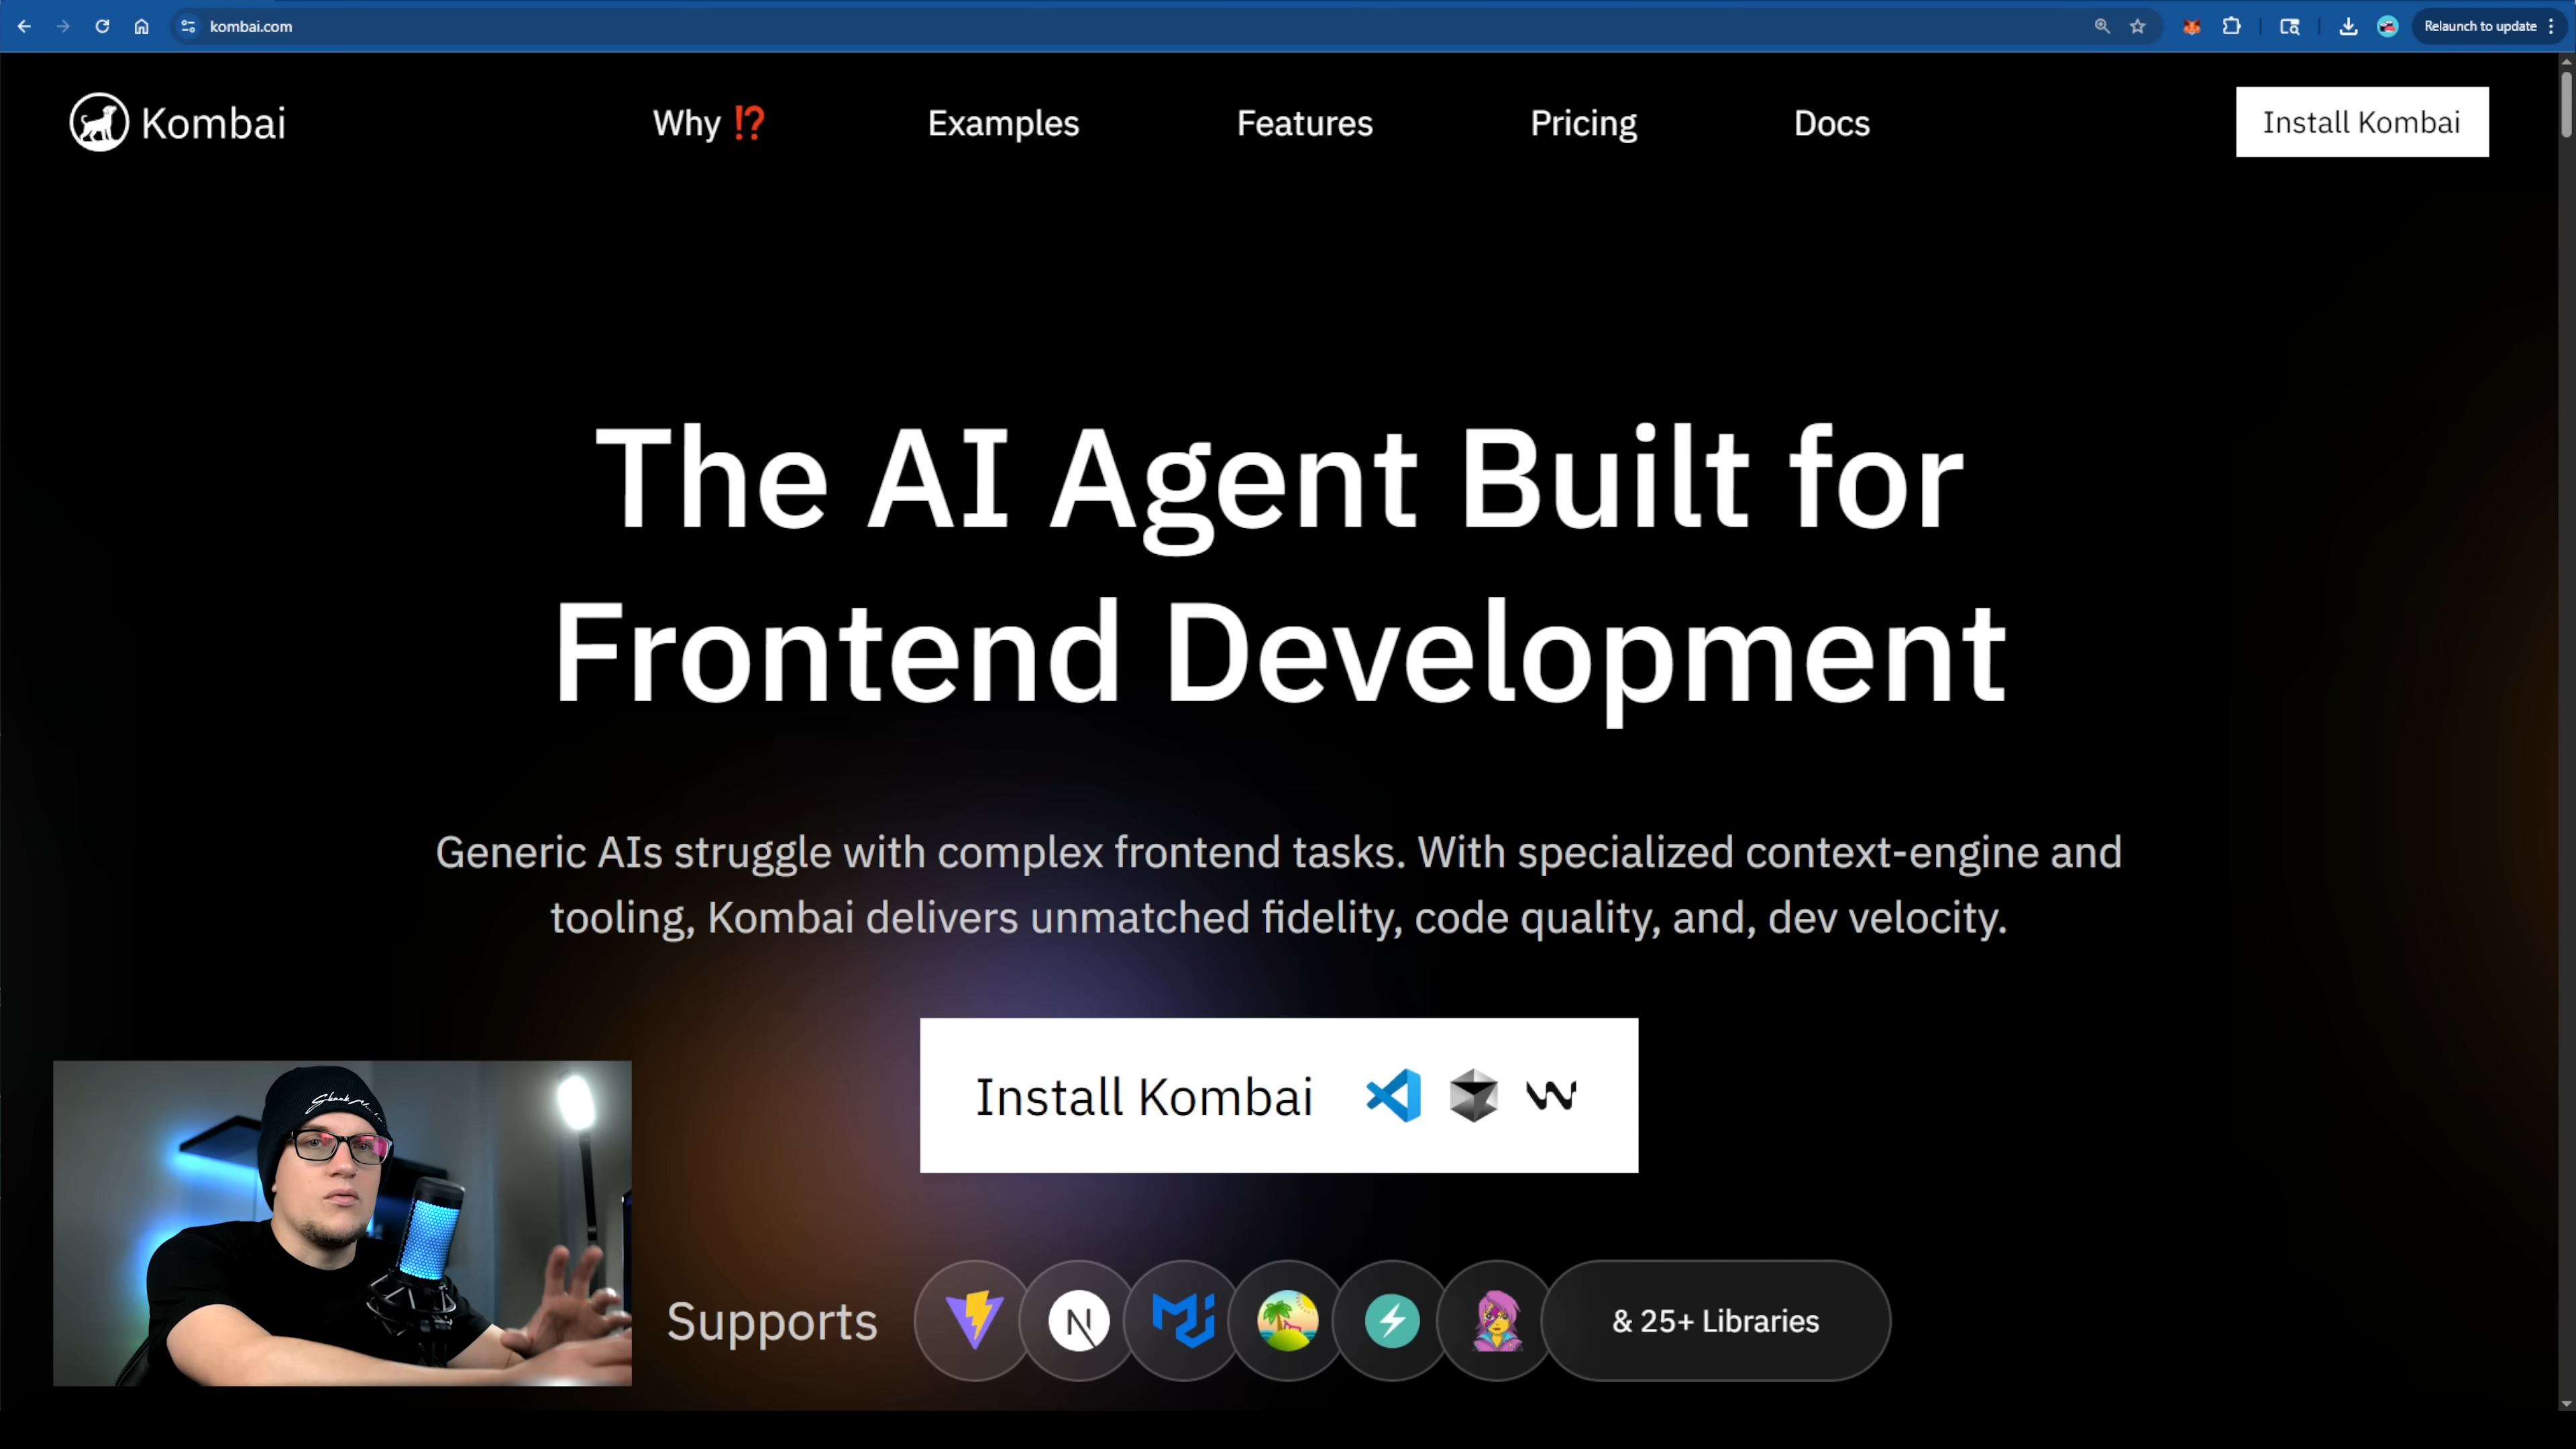 kombai.com
Relaunch to update
Kombai
Why ⁉
Examples
Features
Pricing
Docs
Install Kombai
The AI Agent Built for
Frontend Development
Generic AIs struggle with complex frontend tasks. With specialized context-engine and
tooling, Kombai delivers unmatched fidelity, code quality, and, dev velocity.
Install Kombai
Supports
N
& 25+ Libraries